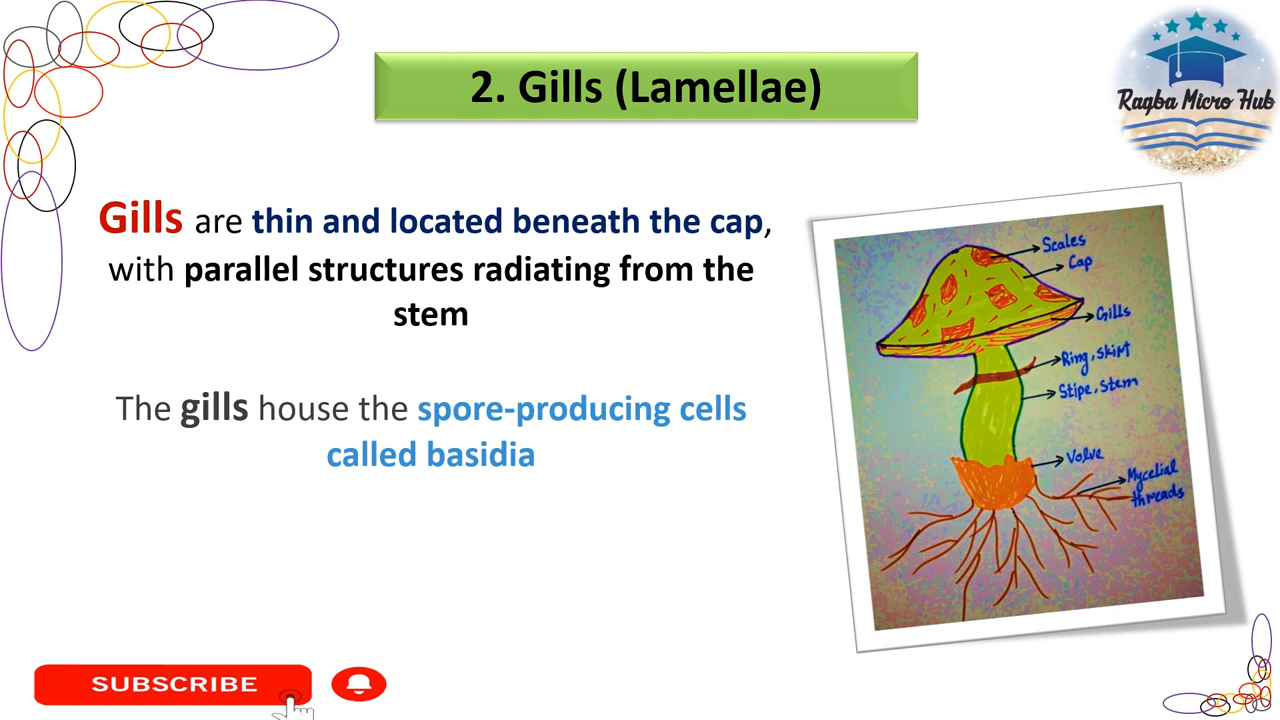 2. Gills (Lamellae)
Ragba Micro Hub
Gills are thin and located beneath the cap,
with parallel structures radiating from the
stem
The gills house the spore-producing cells
called basidia
Scales
Cap
Gills
Ring, skirt
Stipe, stem
Volve
Mycelial
threads
SUBSCRIBE